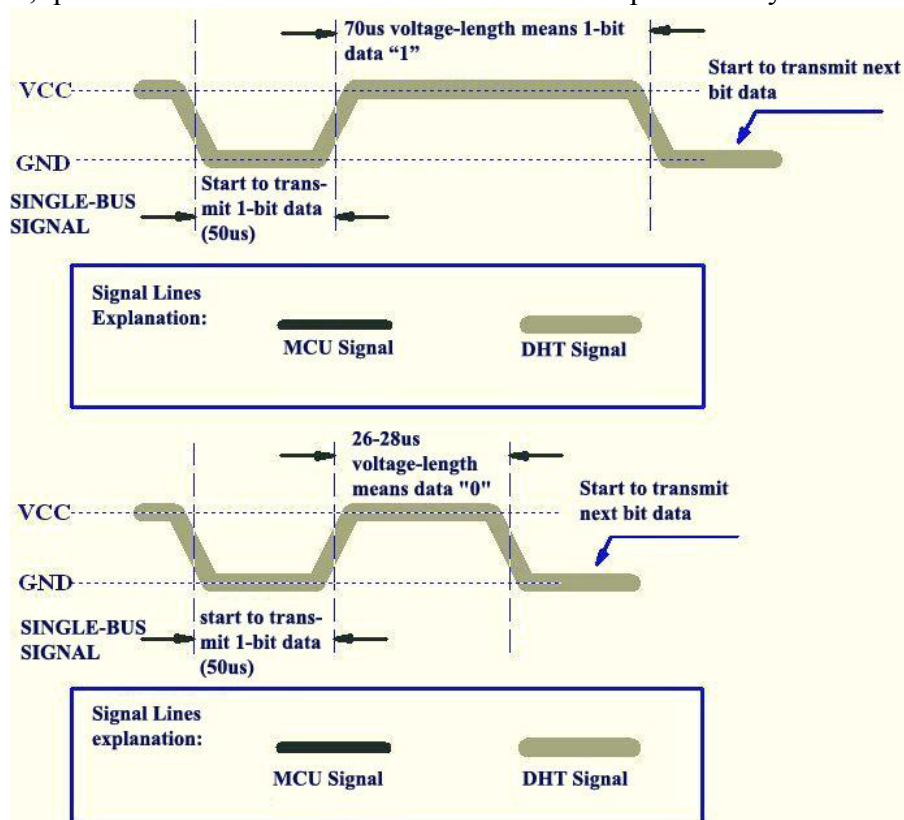 70us voltage-length means 1-bit
data “1”
Start to transmit next
bit data
VCC
GND
SINGLE-BUS
SIGNAL
Start to trans-
mit 1-bit data
(50us)
Signal Lines
Explanation:
MCU Signal
DHT Signal
26-28us
voltage-length
means data "0"
Start to transmit
next bit data
VCC
GND
SINGLE-BUS
SIGNAL
start to trans-
mit 1-bit data
(50us)
Signal Lines
explanation:
MCU Signal
DHT Signal